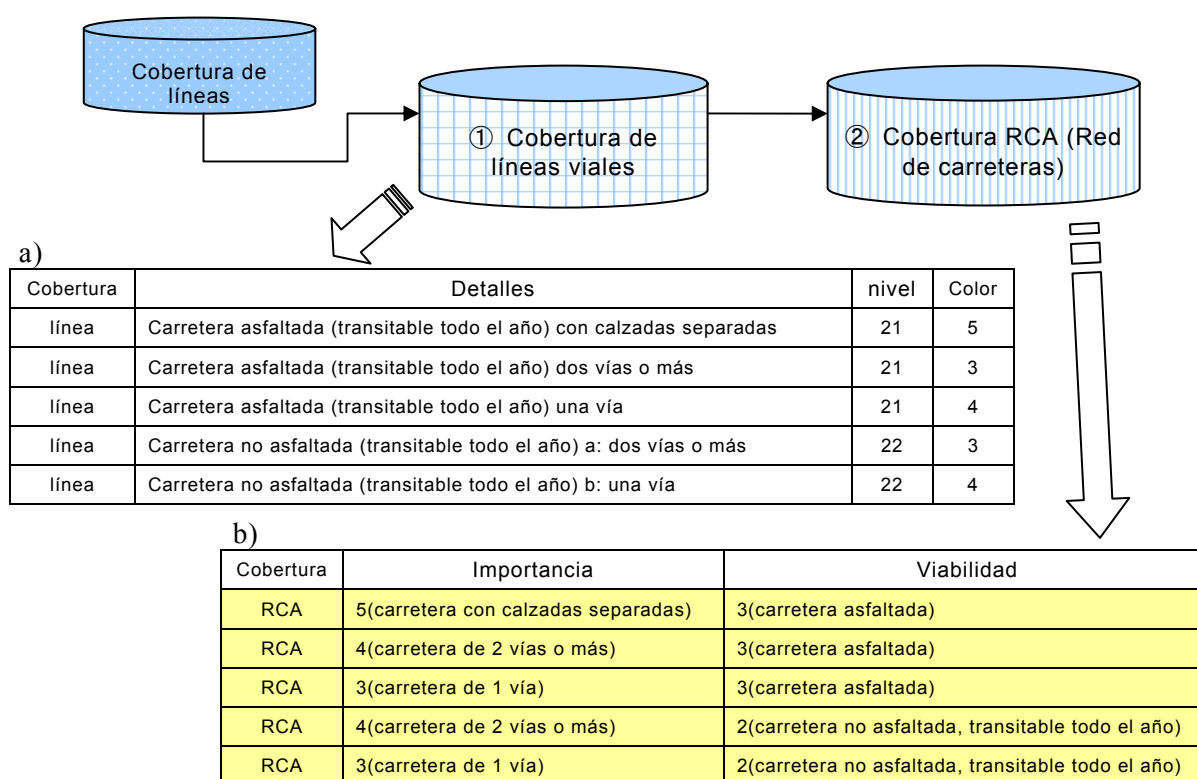 Cobertura de
líneas
① Cobertura de
líneas viales
② Cobertura RCA (Red
de carreteras)
a)
Cobertura Detalles nivel Color
línea Carretera asfaltada (transitable todo el año) con calzadas separadas 21 5
línea Carretera asfaltada (transitable todo el año) dos vías o más 21 3
línea Carretera asfaltada (transitable todo el año) una vía 21 4
línea Carretera no asfaltada (transitable todo el año) a: dos vías o más 22 3
línea Carretera no asfaltada (transitable todo el año) b: una vía 22 4
b)
Cobertura Importancia Viabilidad
RCA 5(carretera con calzadas separadas) 3(carretera asfaltada)
RCA 4(carretera de 2 vías o más) 3(carretera asfaltada)
RCA 3(carretera de 1 vía) 3(carretera asfaltada)
RCA 4(carretera de 2 vías o más) 2(carretera no asfaltada, transitable todo el año)
RCA 3(carretera de 1 vía) 2(carretera no asfaltada, transitable todo el año)